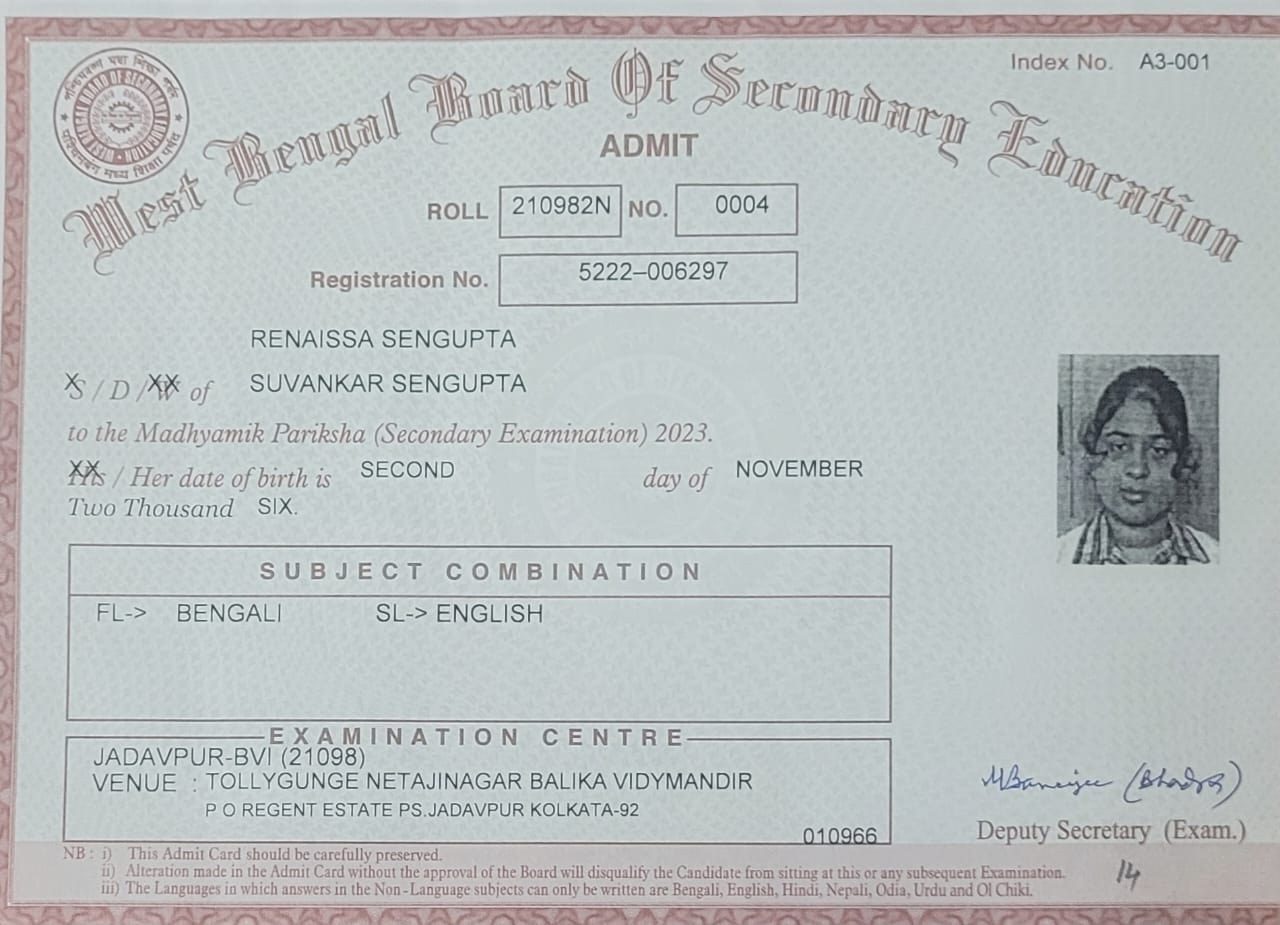 Index No. A3-001
West Bengal Board Of Secondary Education
ADMIT
ROLL 210982N NO. 0004
Registration No. 5222–006297
RENAISSA SENGUPTA
S / D / W of SUVANKAR SENGUPTA
to the Madhyamik Pariksha (Secondary Examination) 2023.
His / Her date of birth is SECOND day of NOVEMBER
Two Thousand SIX.
SUBJECT COMBINATION
FL-> BENGALI SL-> ENGLISH
EXAMINATION CENTRE
JADAVPUR-BVI (21098)
VENUE : TOLLYGUNGE NETAJINAGAR BALIKA VIDYMANDIR
P O REGENT ESTATE PS.JADAVPUR KOLKATA-92
010966
MBanerjee (Bhadra)
Deputy Secretary (Exam.)
14
NB : i) This Admit Card should be carefully preserved.
ii) Alteration made in the Admit Card without the approval of the Board will disqualify the Candidate from sitting at this or any subsequent Examination.
iii) The Languages in which answers in the Non-Language subjects can only be written are Bengali, English, Hindi, Nepali, Odia, Urdu and Ol Chiki.